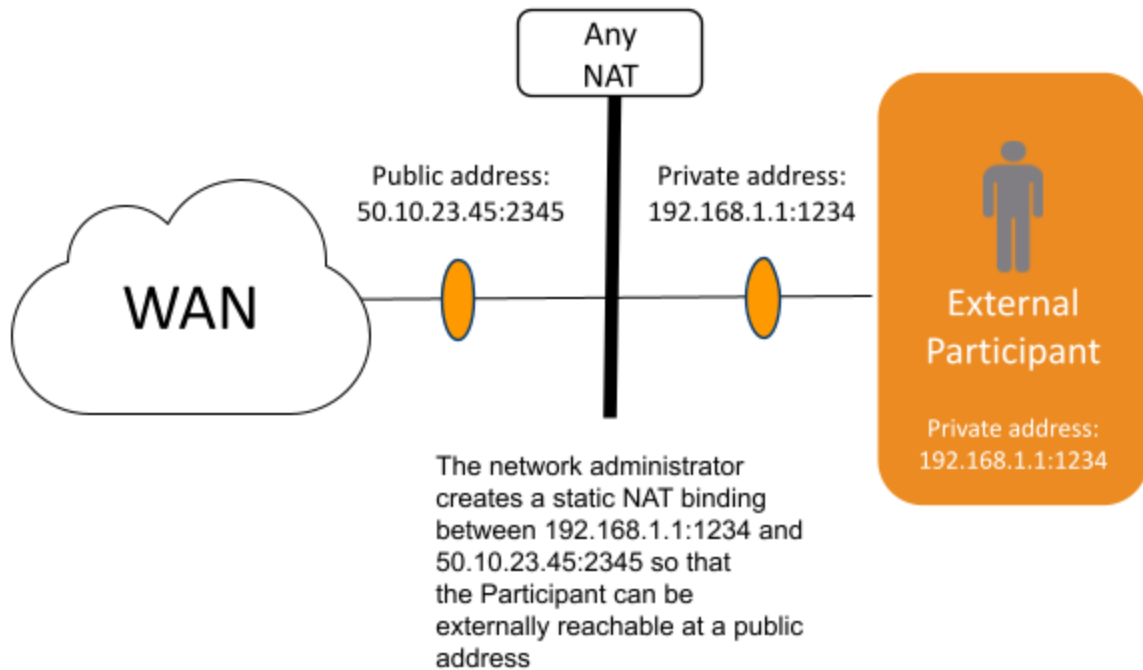 Any
NAT
Public address:
50.10.23.45:2345
Private address:
192.168.1.1:1234
WAN
External
Participant
Private address:
192.168.1.1:1234
The network administrator
creates a static NAT binding
between 192.168.1.1:1234 and
50.10.23.45:2345 so that
the Participant can be
externally reachable at a public
address